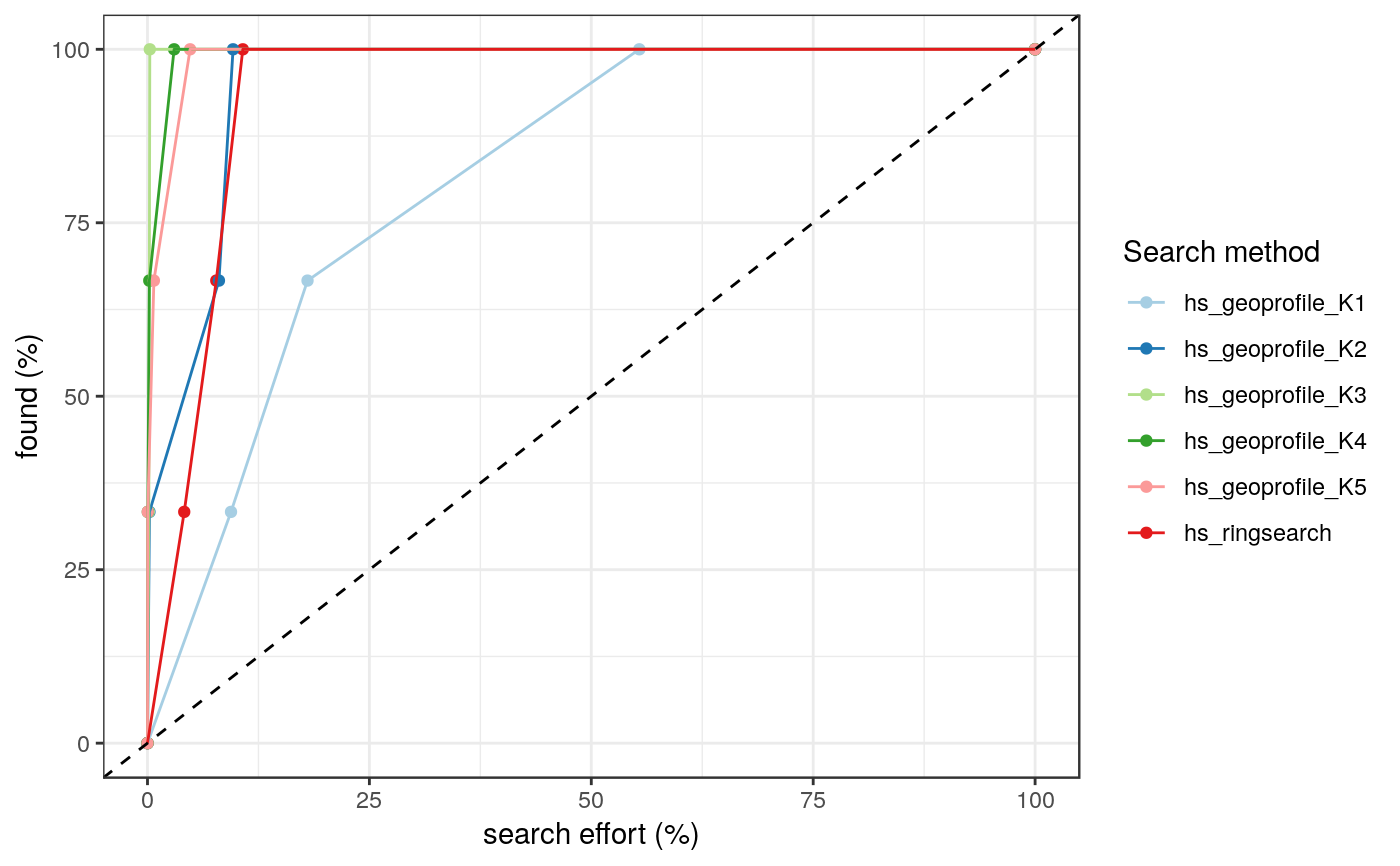 100
75
50
25
0
found (%)
0
25
50
75
100
search effort (%)
Search method
hs_geoprofile_K1
hs_geoprofile_K2
hs_geoprofile_K3
hs_geoprofile_K4
hs_geoprofile_K5
hs_ringsearch